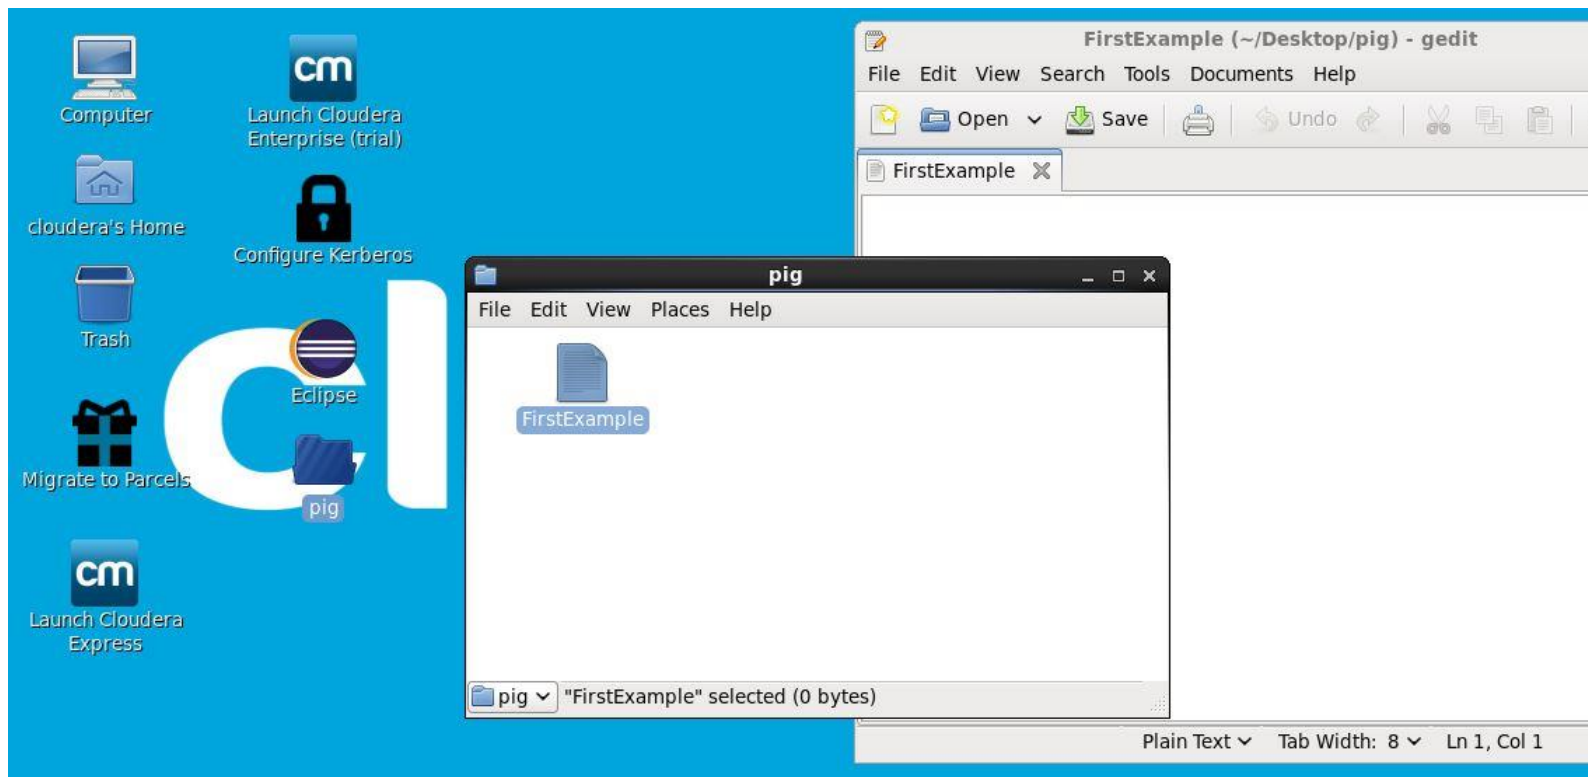 Computer
cm
Launch Cloudera
Enterprise (trial)
cloudera's Home
Configure Kerberos
Trash
Eclipse
Migrate to Parcels
pig
cm
Launch Cloudera
Express
cl
FirstExample (~/Desktop/pig) - gedit
File Edit View Search Tools Documents Help
Open Save Undo
FirstExample
pig
File Edit View Places Help
FirstExample
pig "FirstExample" selected (0 bytes)
Plain Text Tab Width: 8 Ln 1, Col 1